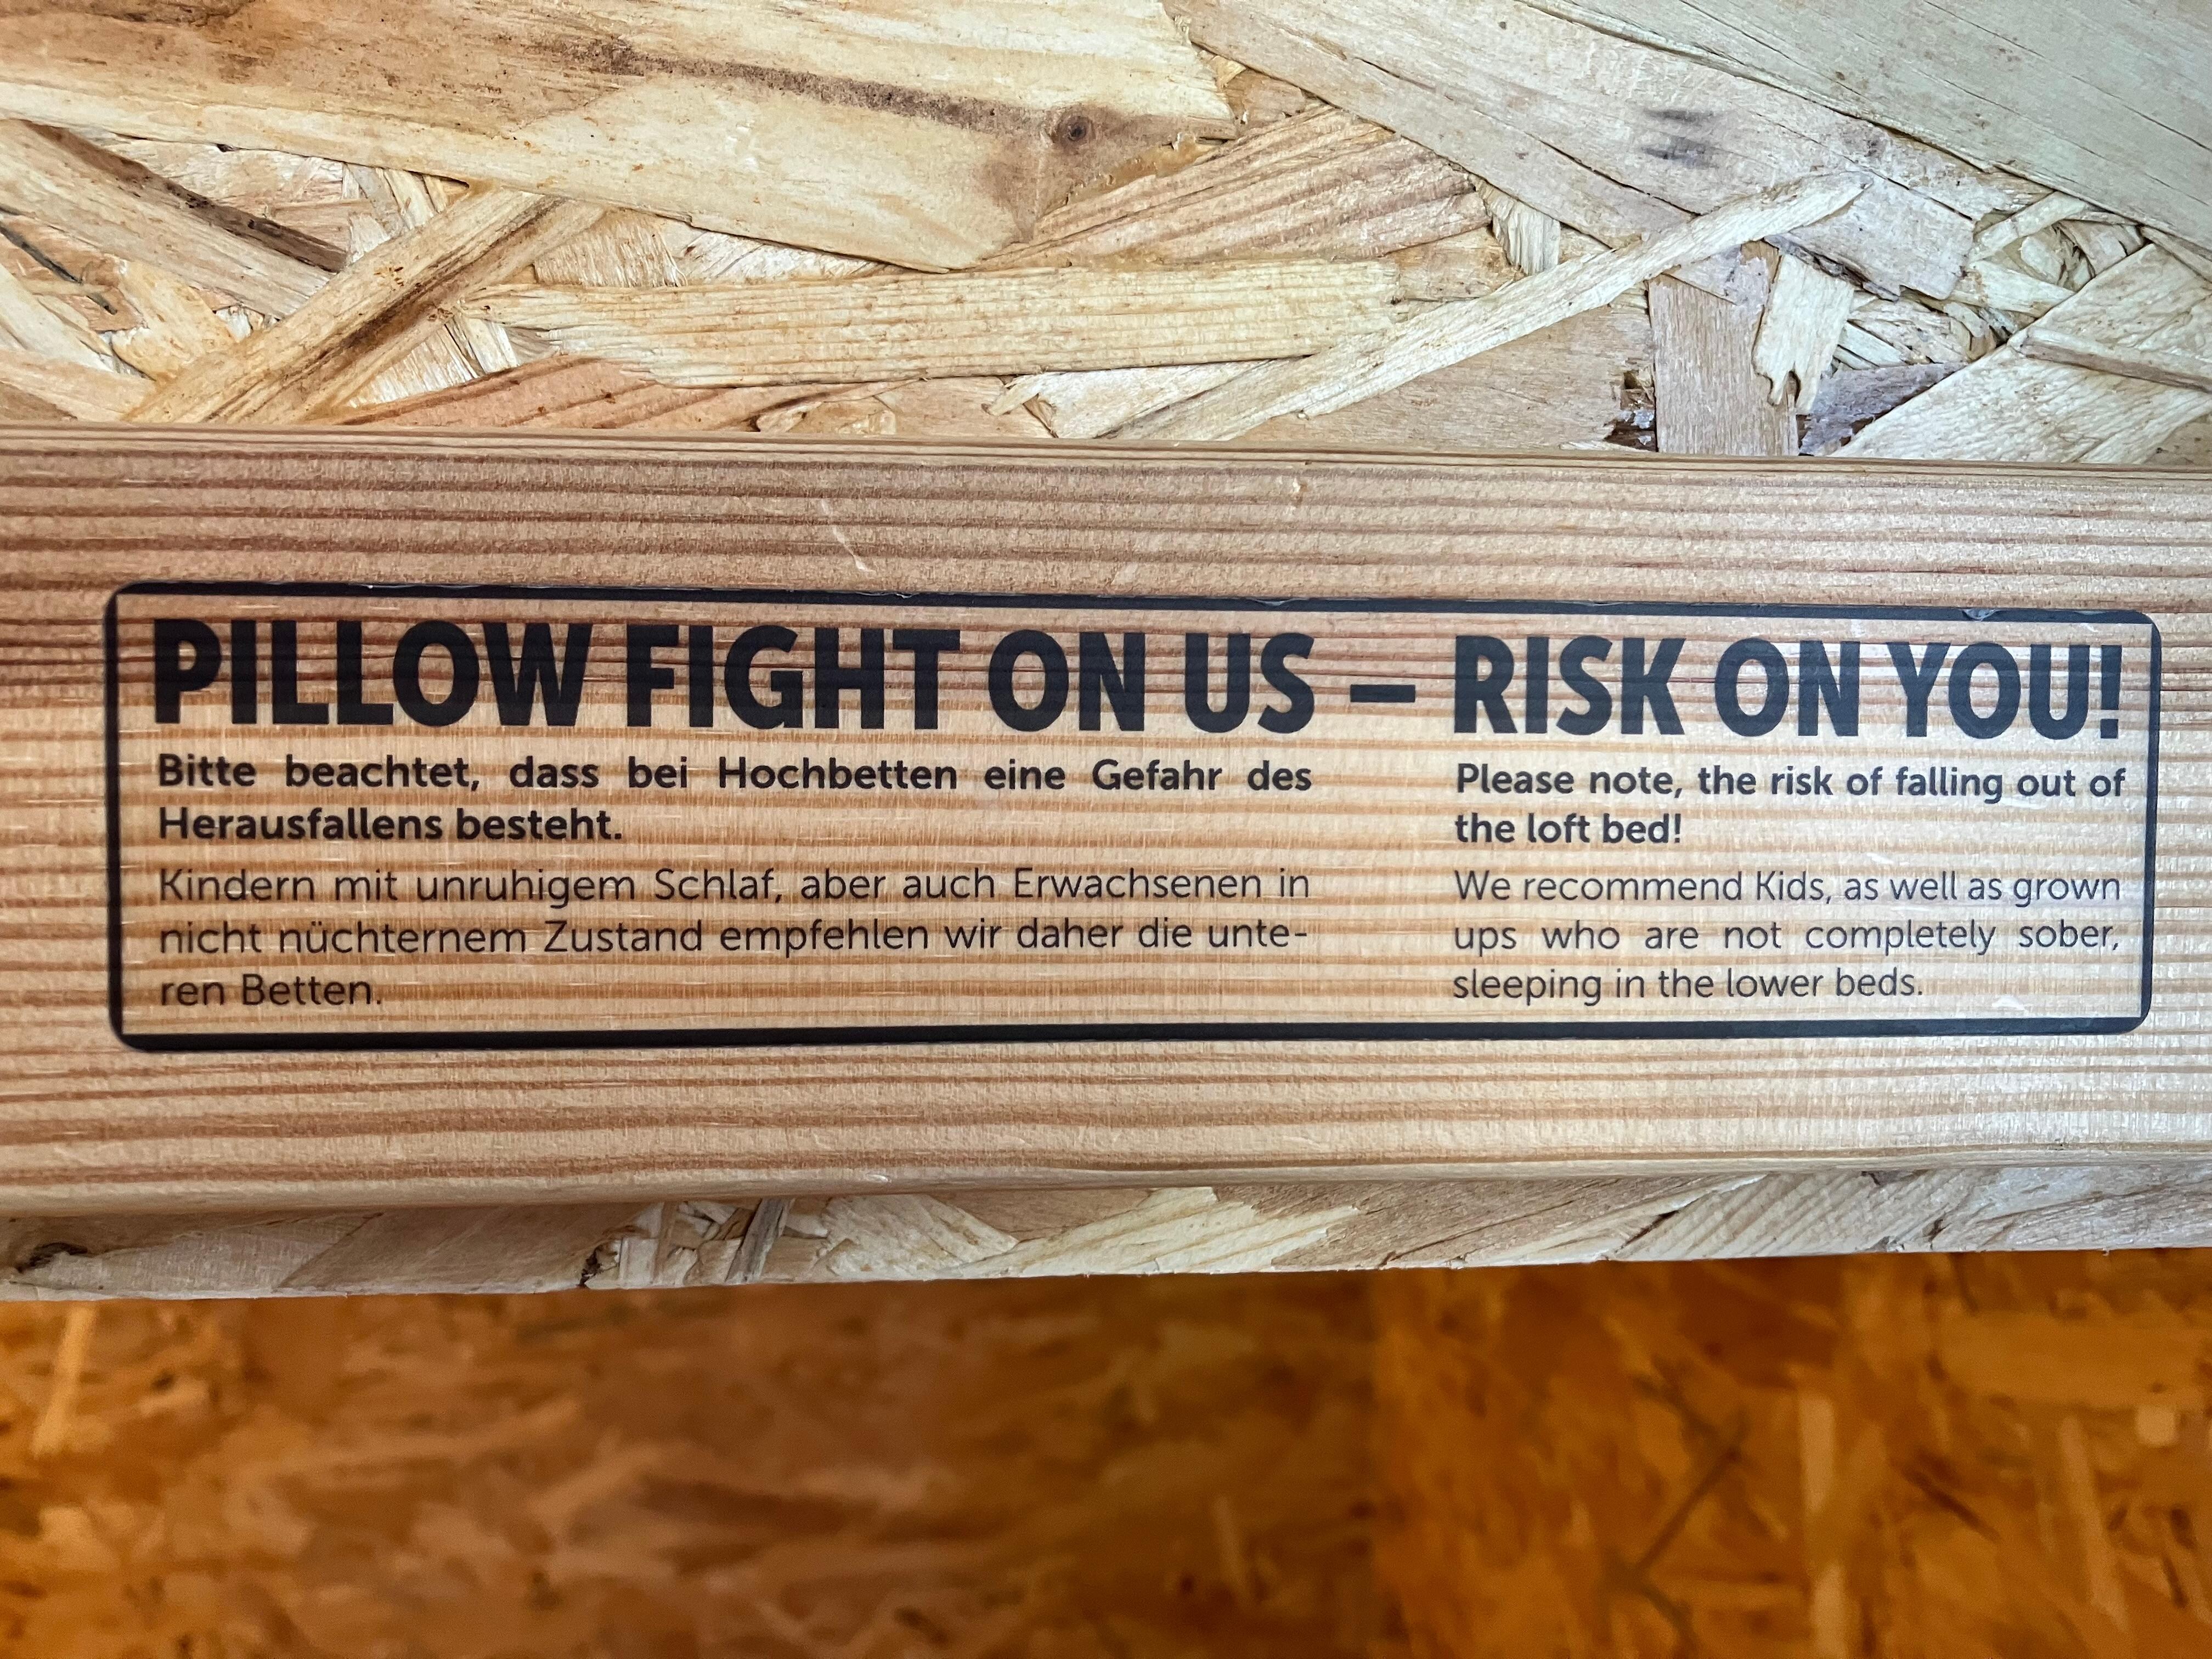 PILLOW FIGHT ON US – RISK ON YOU!
Bitte beachtet, dass bei Hochbetten eine Gefahr des
Herausfallens besteht.
Kindern mit unruhigem Schlaf, aber auch Erwachsenen in
nicht nüchternem Zustand empfehlen wir daher die unte-
ren Betten.
Please note, the risk of falling out of
the loft bed!
We recommend Kids, as well as grown
ups who are not completely sober,
sleeping in the lower beds.